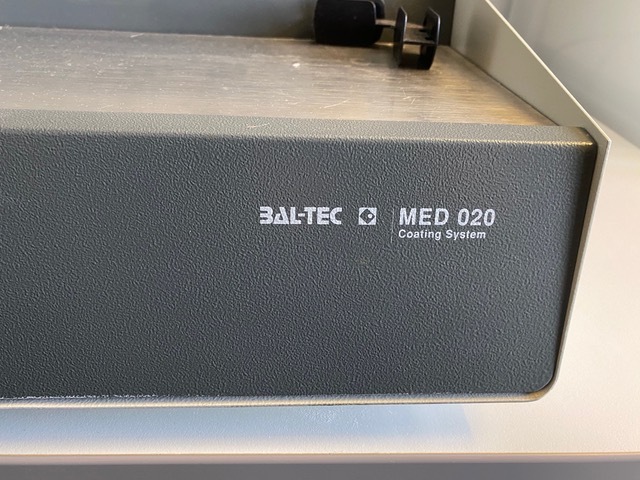 BAL-TEC MED 020
Coating System